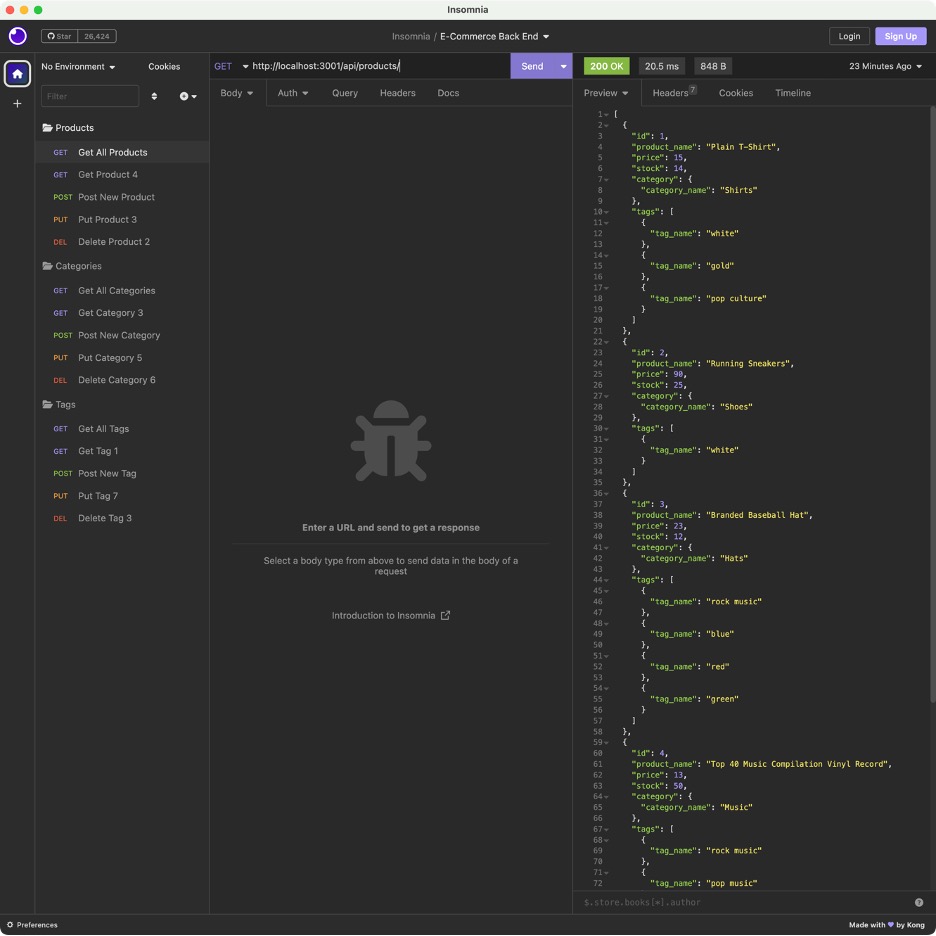 Insomnia
Star 26,424
Insomnia / E-Commerce Back End
Login
Sign Up
No Environment
Cookies
Filter
Products
GET Get All Products
GET Get Product 4
POST Post New Product
PUT Put Product 3
DEL Delete Product 2
Categories
GET Get All Categories
GET Get Category 3
POST Post New Category
PUT Put Category 5
DEL Delete Category 6
Tags
GET Get All Tags
GET Get Tag 1
POST Post New Tag
PUT Put Tag 7
DEL Delete Tag 3
GET http://localhost:3001/api/products/ Send
Body Auth Query Headers Docs
Enter a URL and send to get a response
Select a body type from above to send data in the body of a
request
Introduction to Insomnia
200 OK 20.5 ms 848 B 23 Minutes Ago
Preview Headers 7 Cookies Timeline
1 [
2 {
3 "id": 1,
4 "product_name": "Plain T-Shirt",
5 "price": 15,
6 "stock": 14,
7 "category": {
8 "category_name": "Shirts"
9 },
10 "tags": [
11 {
12 "tag_name": "white"
13 },
14 {
15 "tag_name": "gold"
16 },
17 {
18 "tag_name": "pop culture"
19 }
20 ]
21 },
22 {
23 "id": 2,
24 "product_name": "Running Sneakers",
25 "price": 90,
26 "stock": 25,
27 "category": {
28 "category_name": "Shoes"
29 },
30 "tags": [
31 {
32 "tag_name": "white"
33 }
34 ]
35 },
36 {
37 "id": 3,
38 "product_name": "Branded Baseball Hat",
39 "price": 23,
40 "stock": 12,
41 "category": {
42 "category_name": "Hats"
43 },
44 "tags": [
45 {
46 "tag_name": "rock music"
47 },
48 {
49 "tag_name": "blue"
50 },
51 {
52 "tag_name": "red"
53 },
54 {
55 "tag_name": "green"
56 }
57 ]
58 },
59 {
60 "id": 4,
61 "product_name": "Top 40 Music Compilation Vinyl Record",
62 "price": 13,
63 "stock": 50,
64 "category": {
65 "category_name": "Music"
66 },
67 "tags": [
68 {
69 "tag_name": "rock music"
70 },
71 {
72 "tag_name": "pop music"
$.store.books[*].author
Preferences
Made with ♥ by Kong